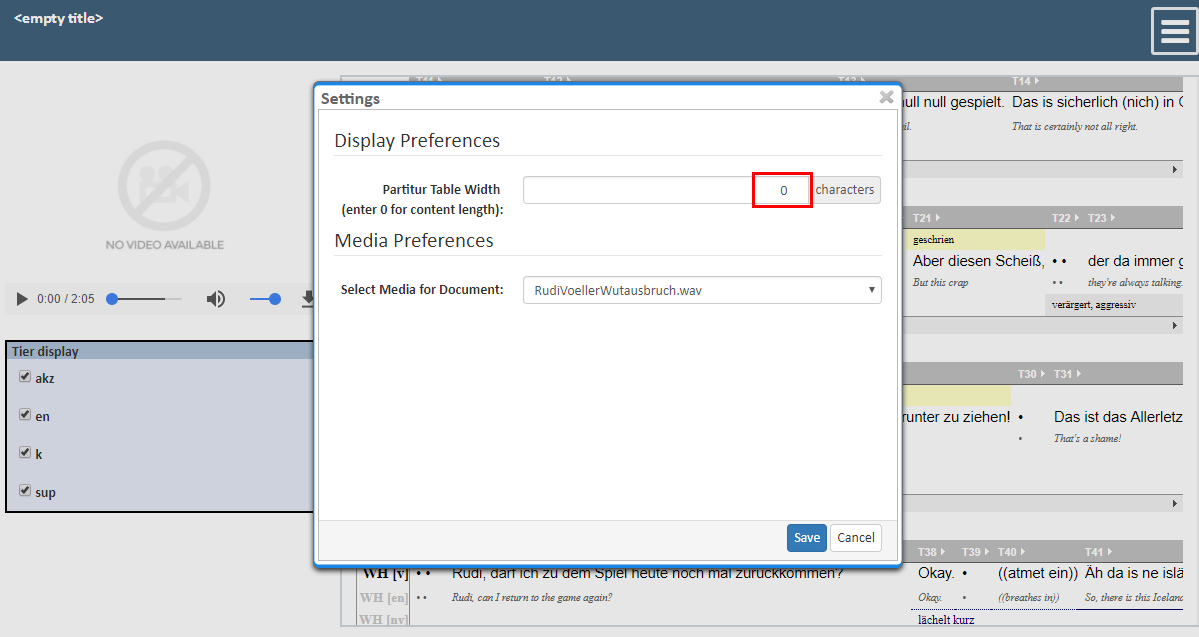 <empty title>
T14
null gespielt. Das is sicherlich (nich) in
That is certainly not all right.
Settings
Display Preferences
Partitur Table Width
(enter 0 for content length):
0 characters
Media Preferences
Select Media for Document:
RudiVoellerWutausbruch.wav
Save Cancel
NO VIDEO AVAILABLE
0:00 / 2:05
Tier display
akz
en
k
sup
T21 T22 T23
geschrien
Aber diesen Scheiß, • • der da immer g
But this crap • • they're always talking.
verärgert, aggressiv
T30 T31
runter zu ziehen! • Das ist das Allerletz
• That's a shame!
T38 T39 T40 T41
WH [v] • • Rudi, darf ich zu dem Spiel heute noch mal zurückkommen? Okay. • ((atmet ein)) Äh da is ne islä
WH [en] • • Rudi, can I return to the game again? Okay. • ((breathes in)) So, there is this Iceland
WH [nv] lächelt kurz